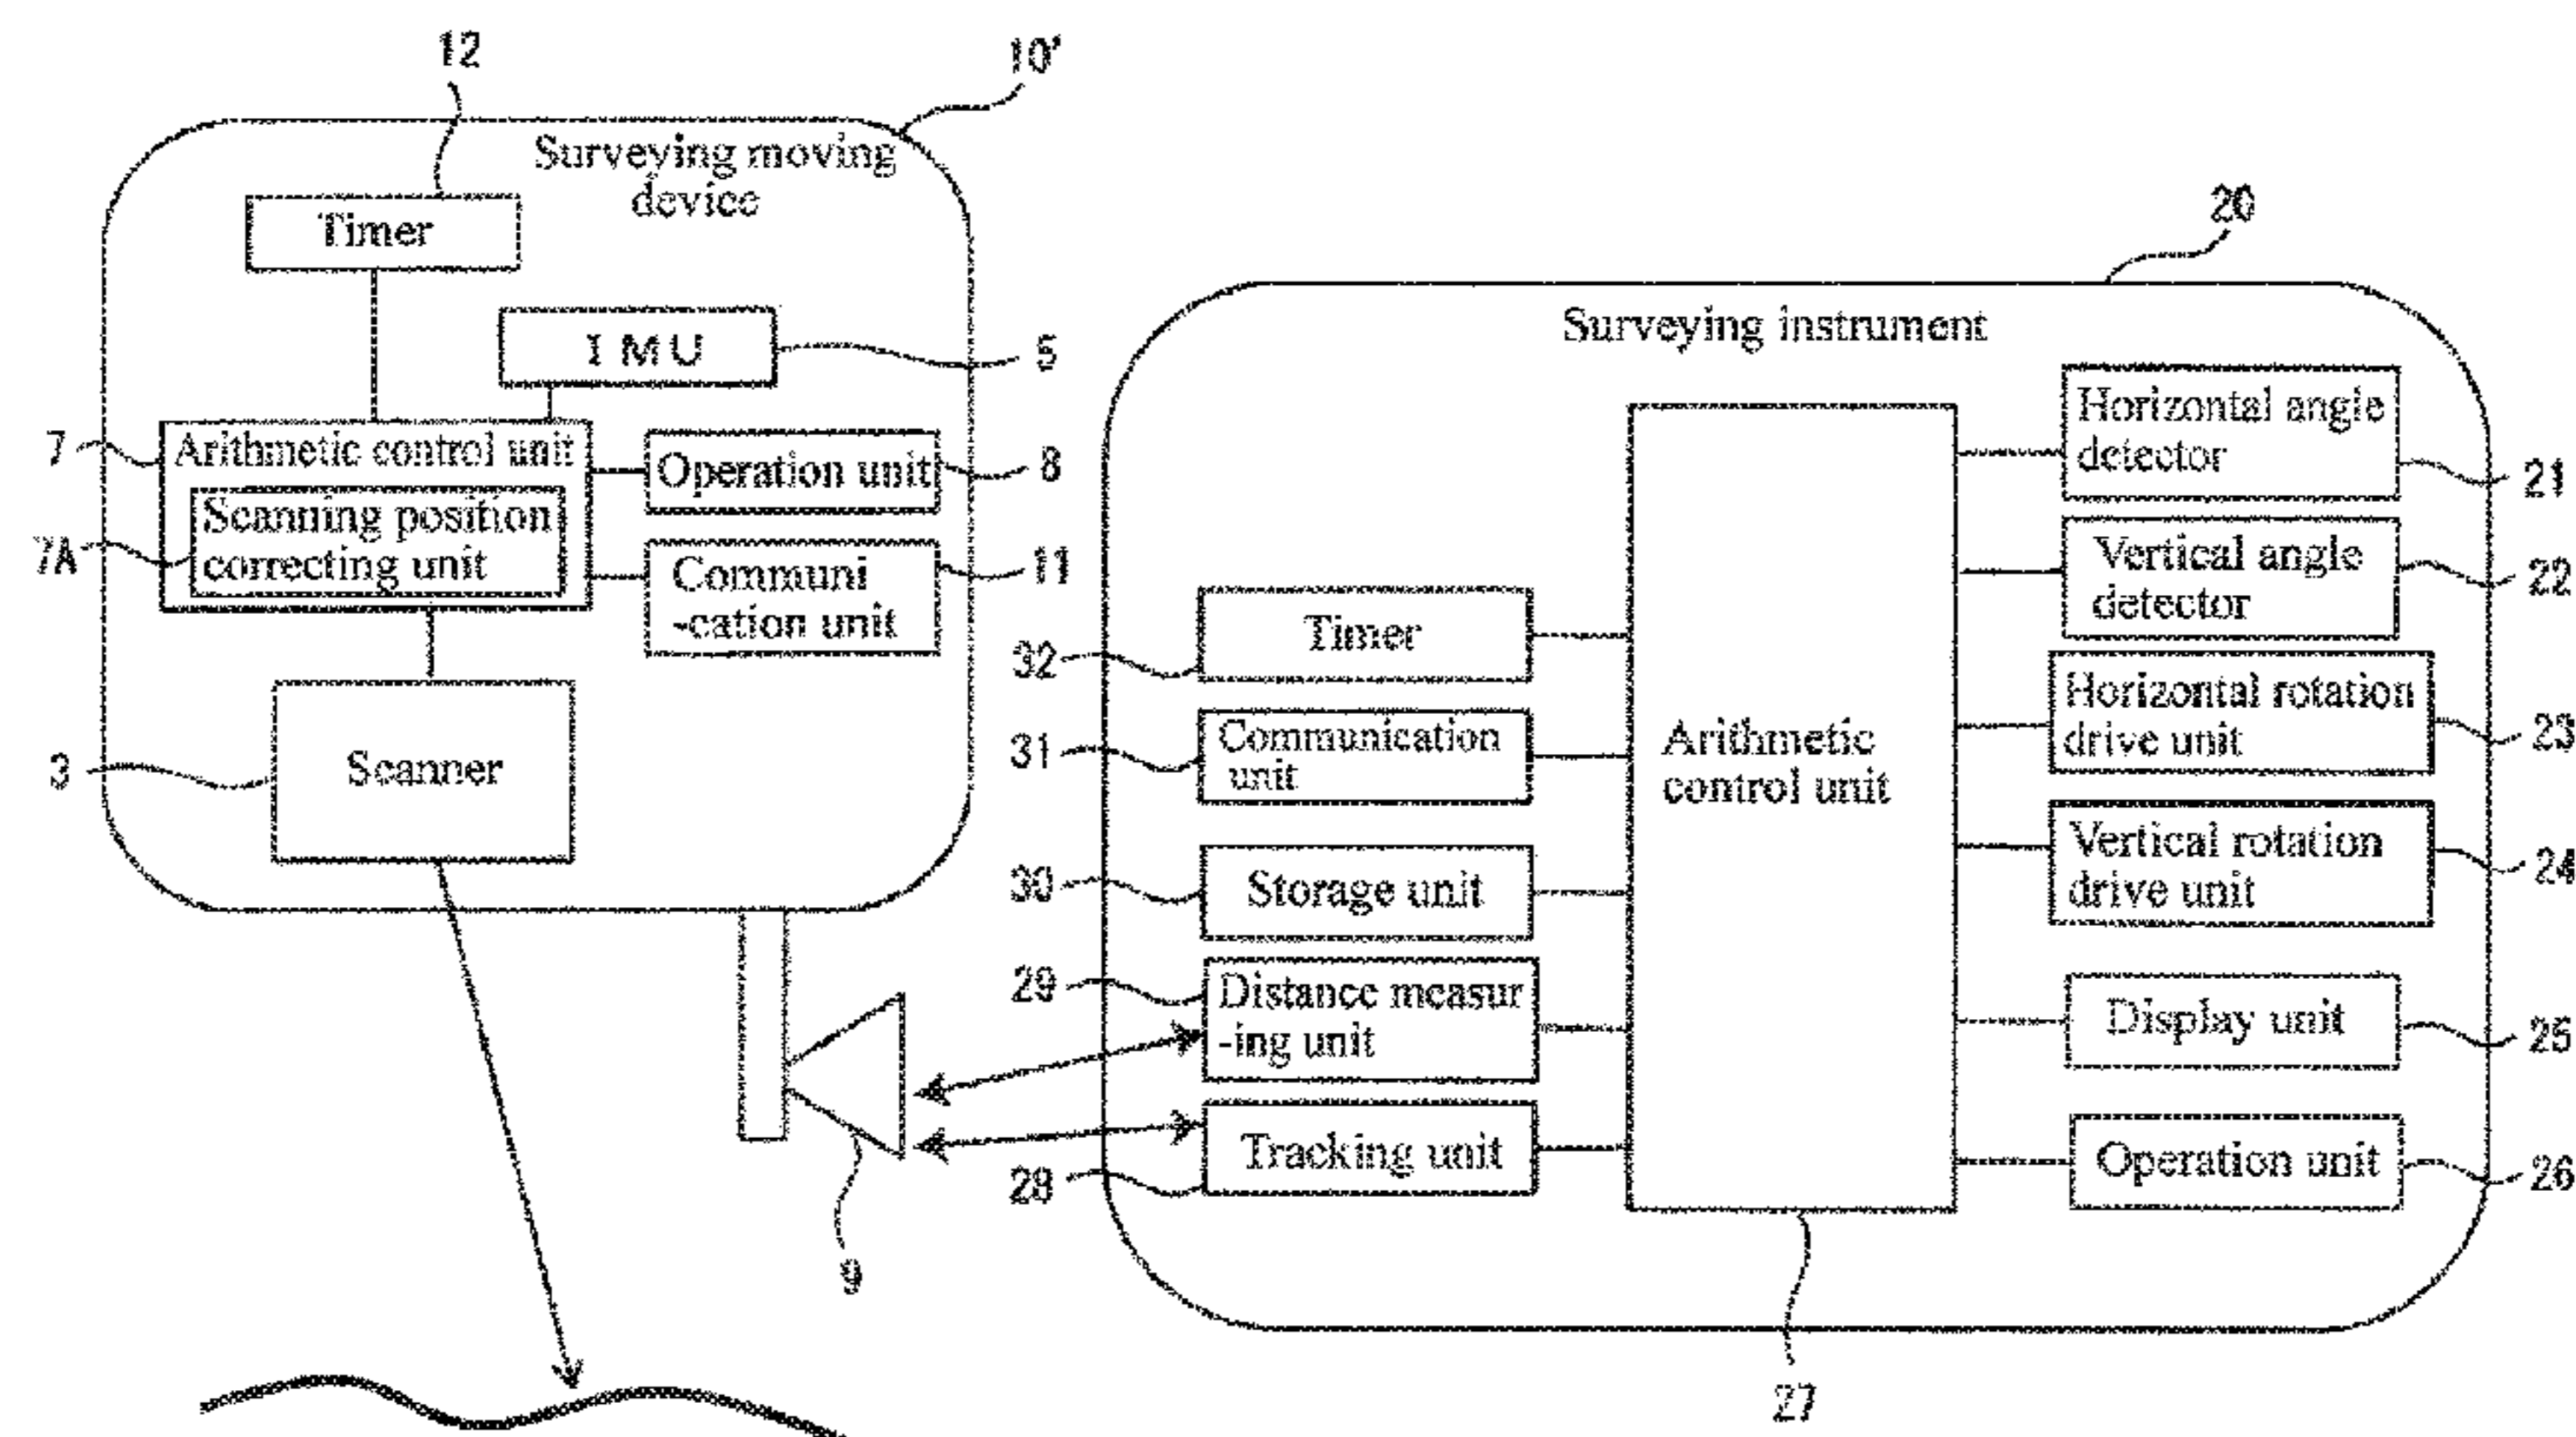 12
10'
Surveying moving
device
Timer
IMU
5
7
Arithmetic control unit
Operation unit
8
7A
Scanning position
correcting unit
Communi
-cation unit
11
3
Scanner
9
20
Surveying instrument
Horizontal angle
detector
21
Vertical angle
detector
22
32
Timer
Horizontal rotation
drive unit
23
31
Communication
unit
Arithmetic
control unit
Vertical rotation
drive unit
24
30
Storage unit
29
Distance measur
-ing unit
Display unit
25
28
Tracking unit
Operation unit
26
27